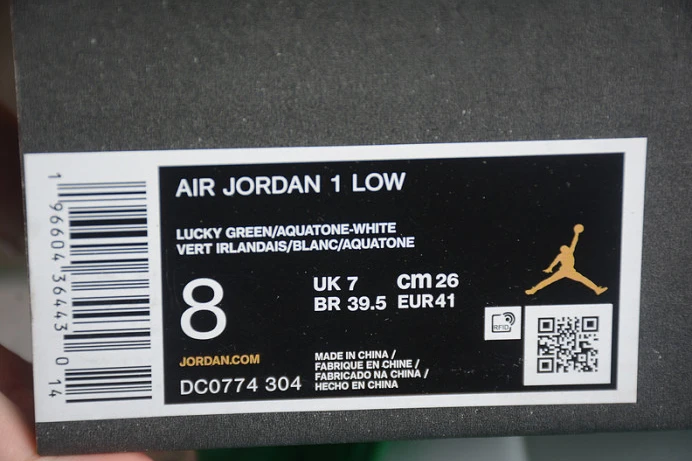 AIR JORDAN 1 LOW
LUCKY GREEN/AQUATONE-WHITE
VERT IRLANDAIS/BLANC/AQUATONE
8
UK 7 cm 26
BR 39.5 EUR 41
JORDAN.COM
DC0774 304
MADE IN CHINA /
FABRIQUE EN CHINE /
FABRICADO NA CHINA /
HECHO EN CHINA
RFID
1 96604 36443 0 14